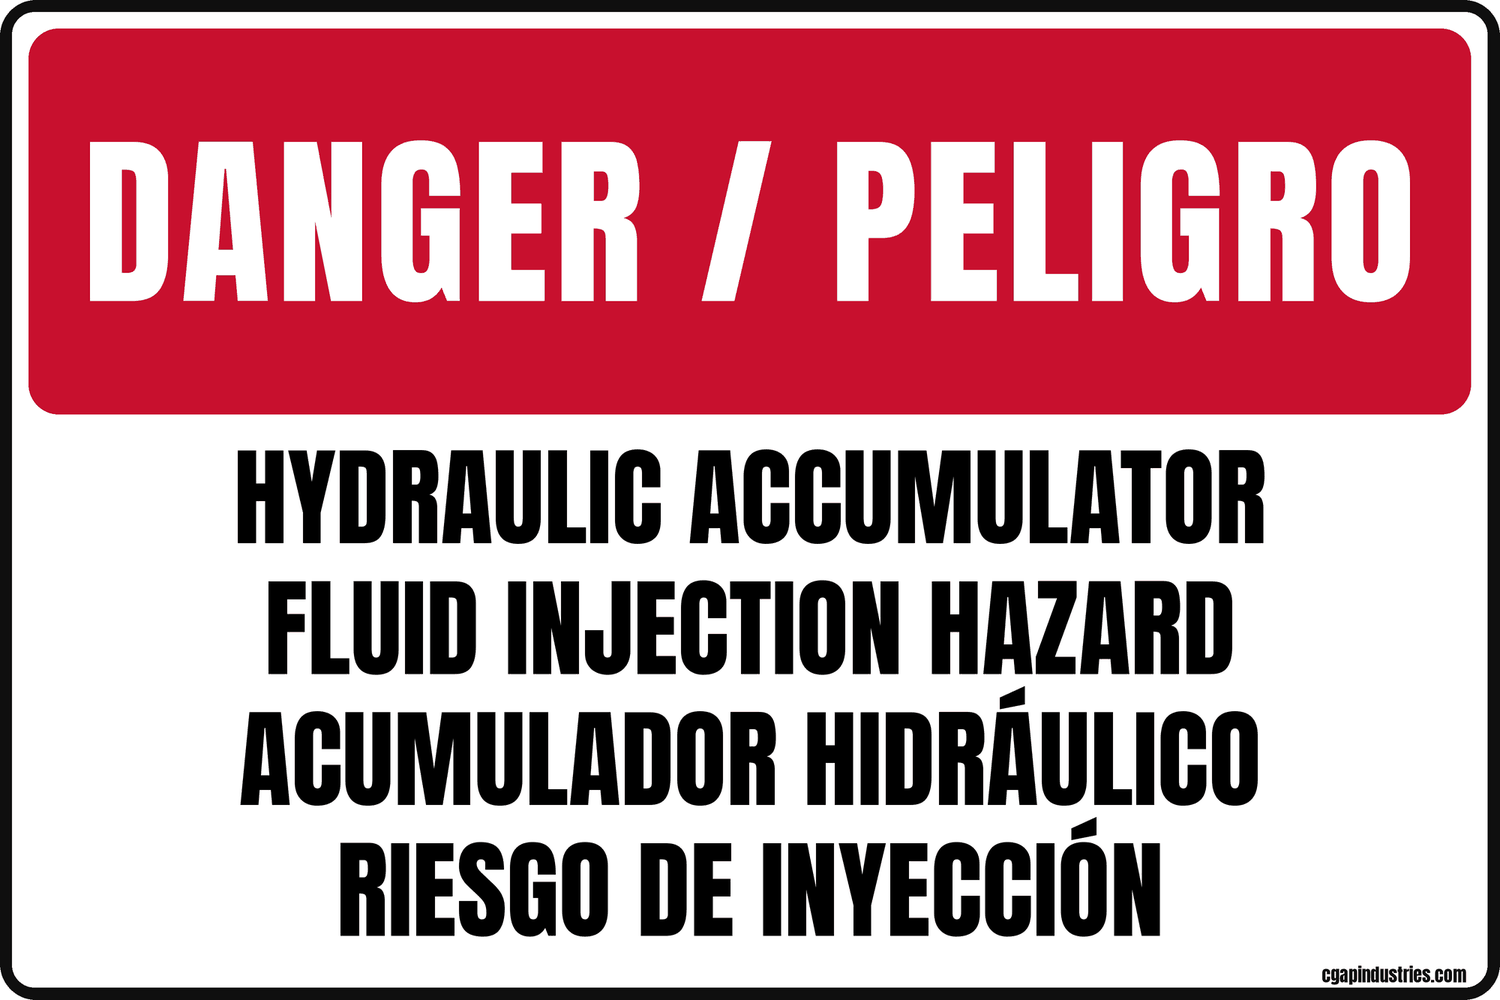 DANGER / PELIGRO
HYDRAULIC ACCUMULATOR
FLUID INJECTION HAZARD
ACUMULADOR HIDRÁULICO
RIESGO DE INYECCIÓN
cgapindustries.com